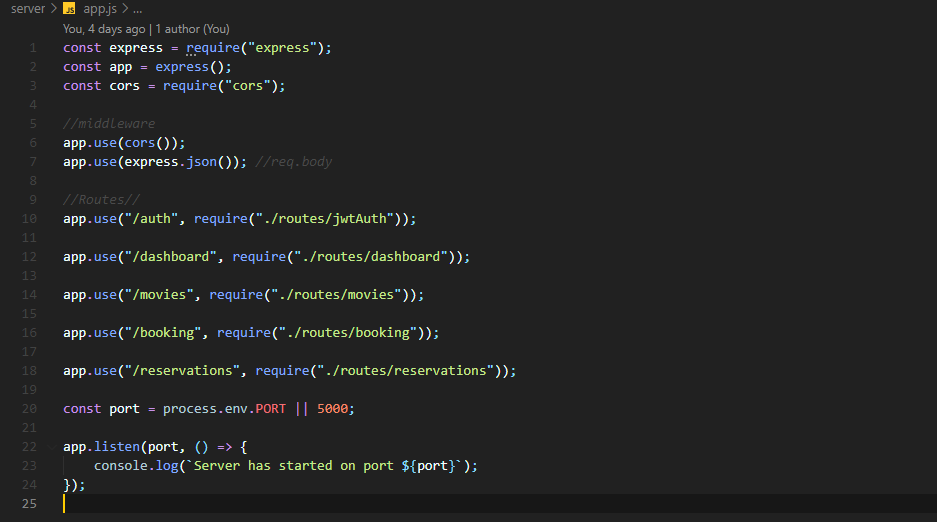 server > JS app.js > ...
You, 4 days ago | 1 author (You)
1 const express = require("express");
2 const app = express();
3 const cors = require("cors");
4
5 //middleware
6 app.use(cors());
7 app.use(express.json()); //req.body
8
9 //Routes//
10 app.use("/auth", require("./routes/jwtAuth"));
11
12 app.use("/dashboard", require("./routes/dashboard"));
13
14 app.use("/movies", require("./routes/movies"));
15
16 app.use("/booking", require("./routes/booking"));
17
18 app.use("/reservations", require("./routes/reservations"));
19
20 const port = process.env.PORT || 5000;
21
22 app.listen(port, () => {
23     console.log(`Server has started on port ${port}`);
24 });
25